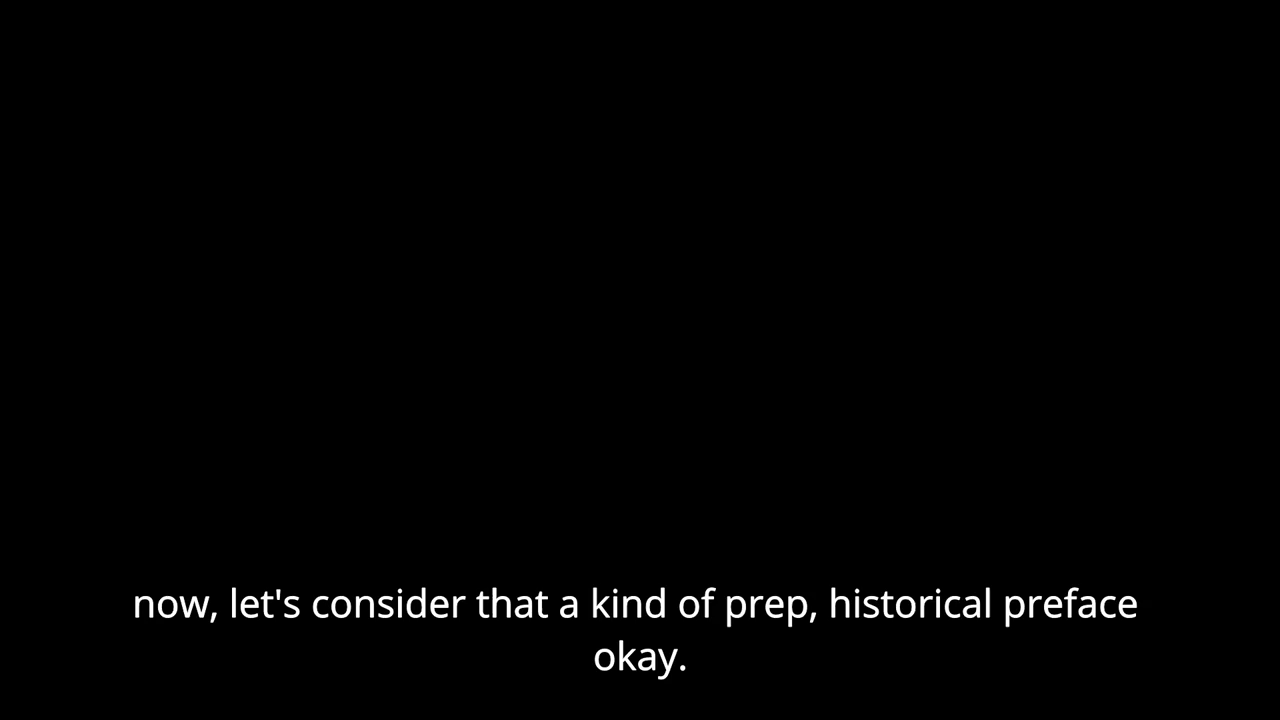 now, let's consider that a kind of prep, historical preface
okay.